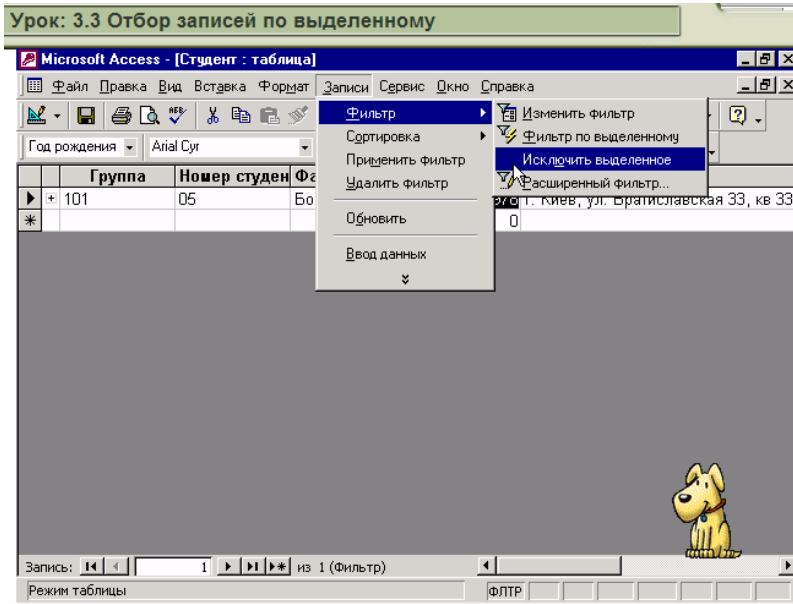 Урок: 3.3 Отбор записей по выделенному
Microsoft Access - [Студент : таблица]
Файл Правка Вид Вставка Формат Записи Сервис Окно Справка
Год рождения Arial Cyr
Фильтр
Сортировка
Применить фильтр
Удалить фильтр
Обновить
Ввод данных
Изменить фильтр
Фильтр по выделенному
Исключить выделенное
Расширенный фильтр...
Группа Номер студен Фа
101 05 Бо г. Киев, ул. Братиславская 33, кв 33
0
Запись: 1 из 1 (Фильтр)
Режим таблицы ФЛТР